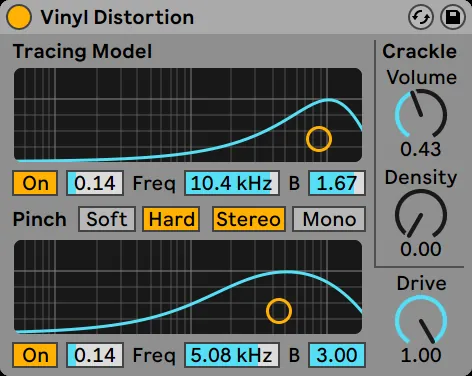 Vinyl Distortion
Tracing Model
On 0.14 Freq 10.4 kHz B 1.67
Pinch Soft Hard Stereo Mono
On 0.14 Freq 5.08 kHz B 3.00
Crackle
Volume
0.43
Density
0.00
Drive
1.00